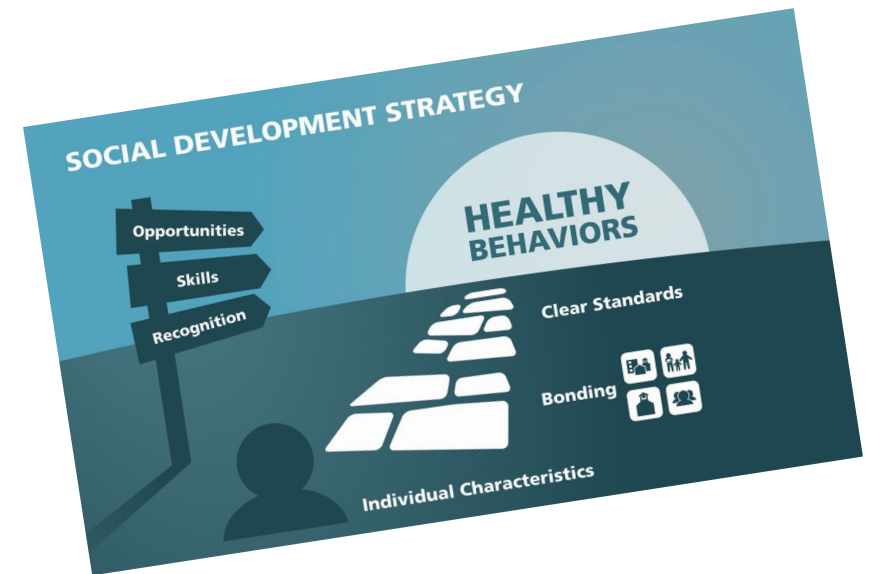 SOCIAL DEVELOPMENT STRATEGY
Opportunities
Skills
Recognition
HEALTHY
BEHAVIORS
Clear Standards
Bonding
Individual Characteristics